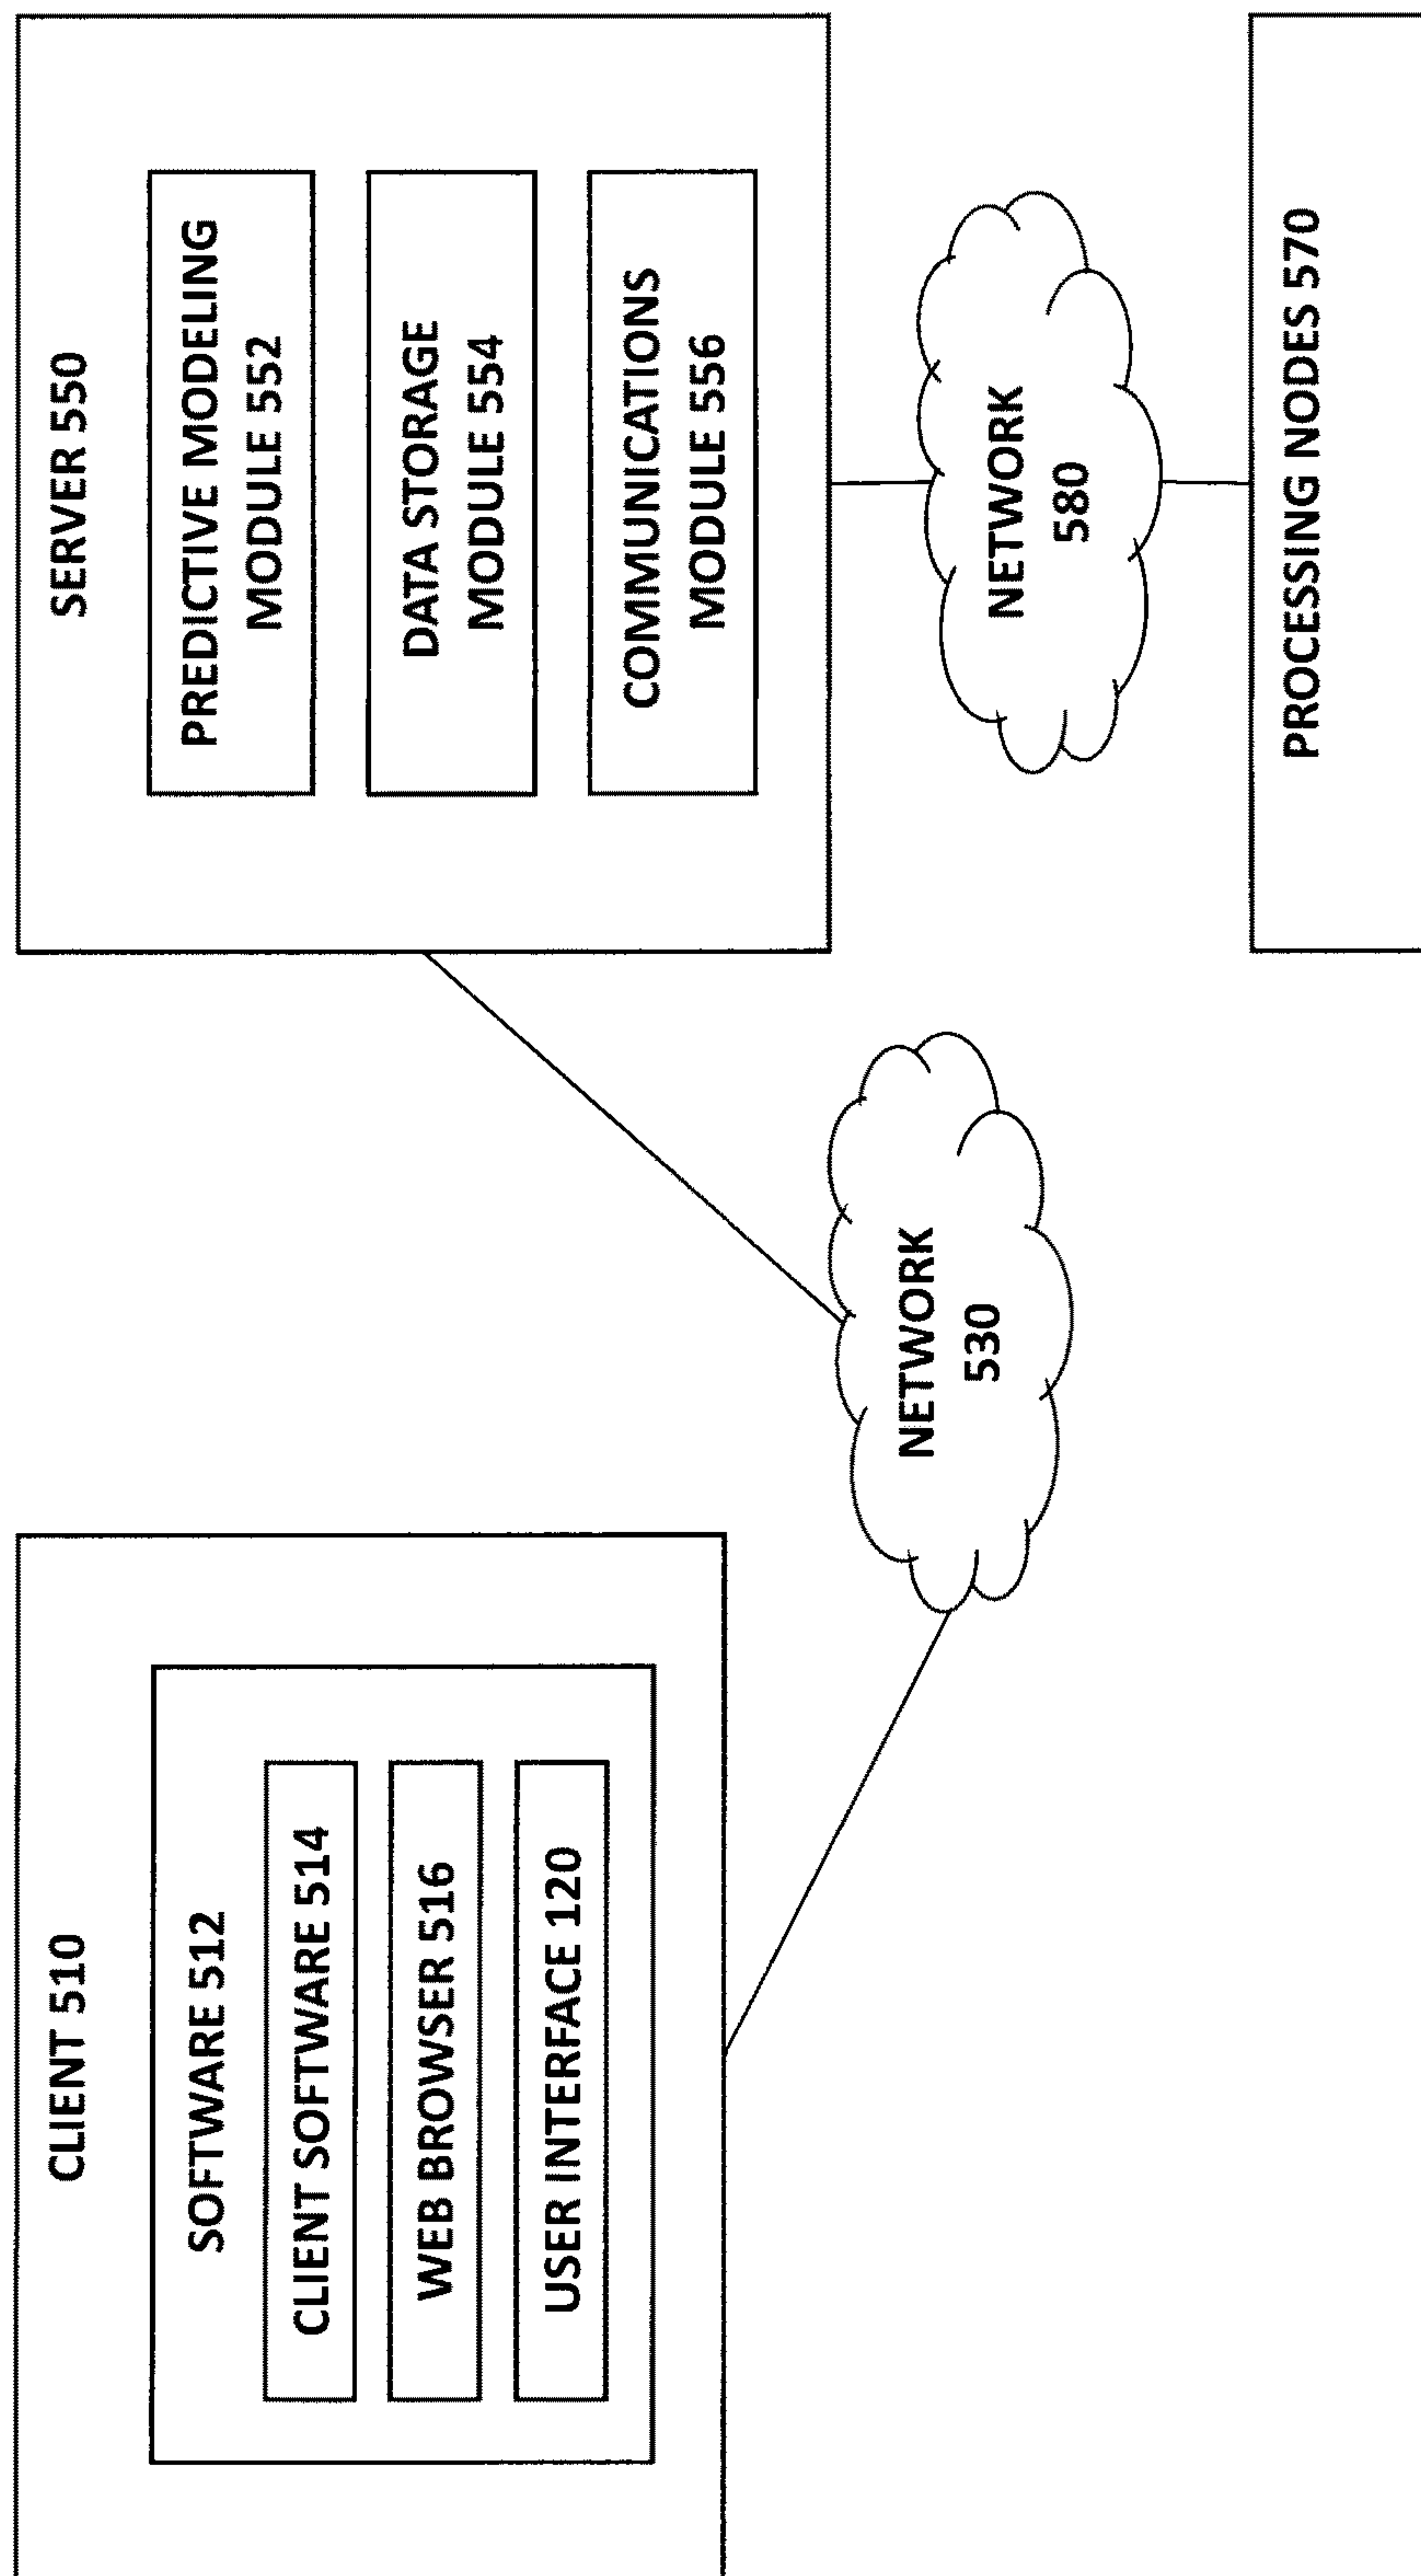 CLIENT 510
SOFTWARE 512
CLIENT SOFTWARE 514
WEB BROWSER 516
USER INTERFACE 120
NETWORK
530
SERVER 550
PREDICTIVE MODELING
MODULE 552
DATA STORAGE
MODULE 554
COMMUNICATIONS
MODULE 556
NETWORK
580
PROCESSING NODES 570